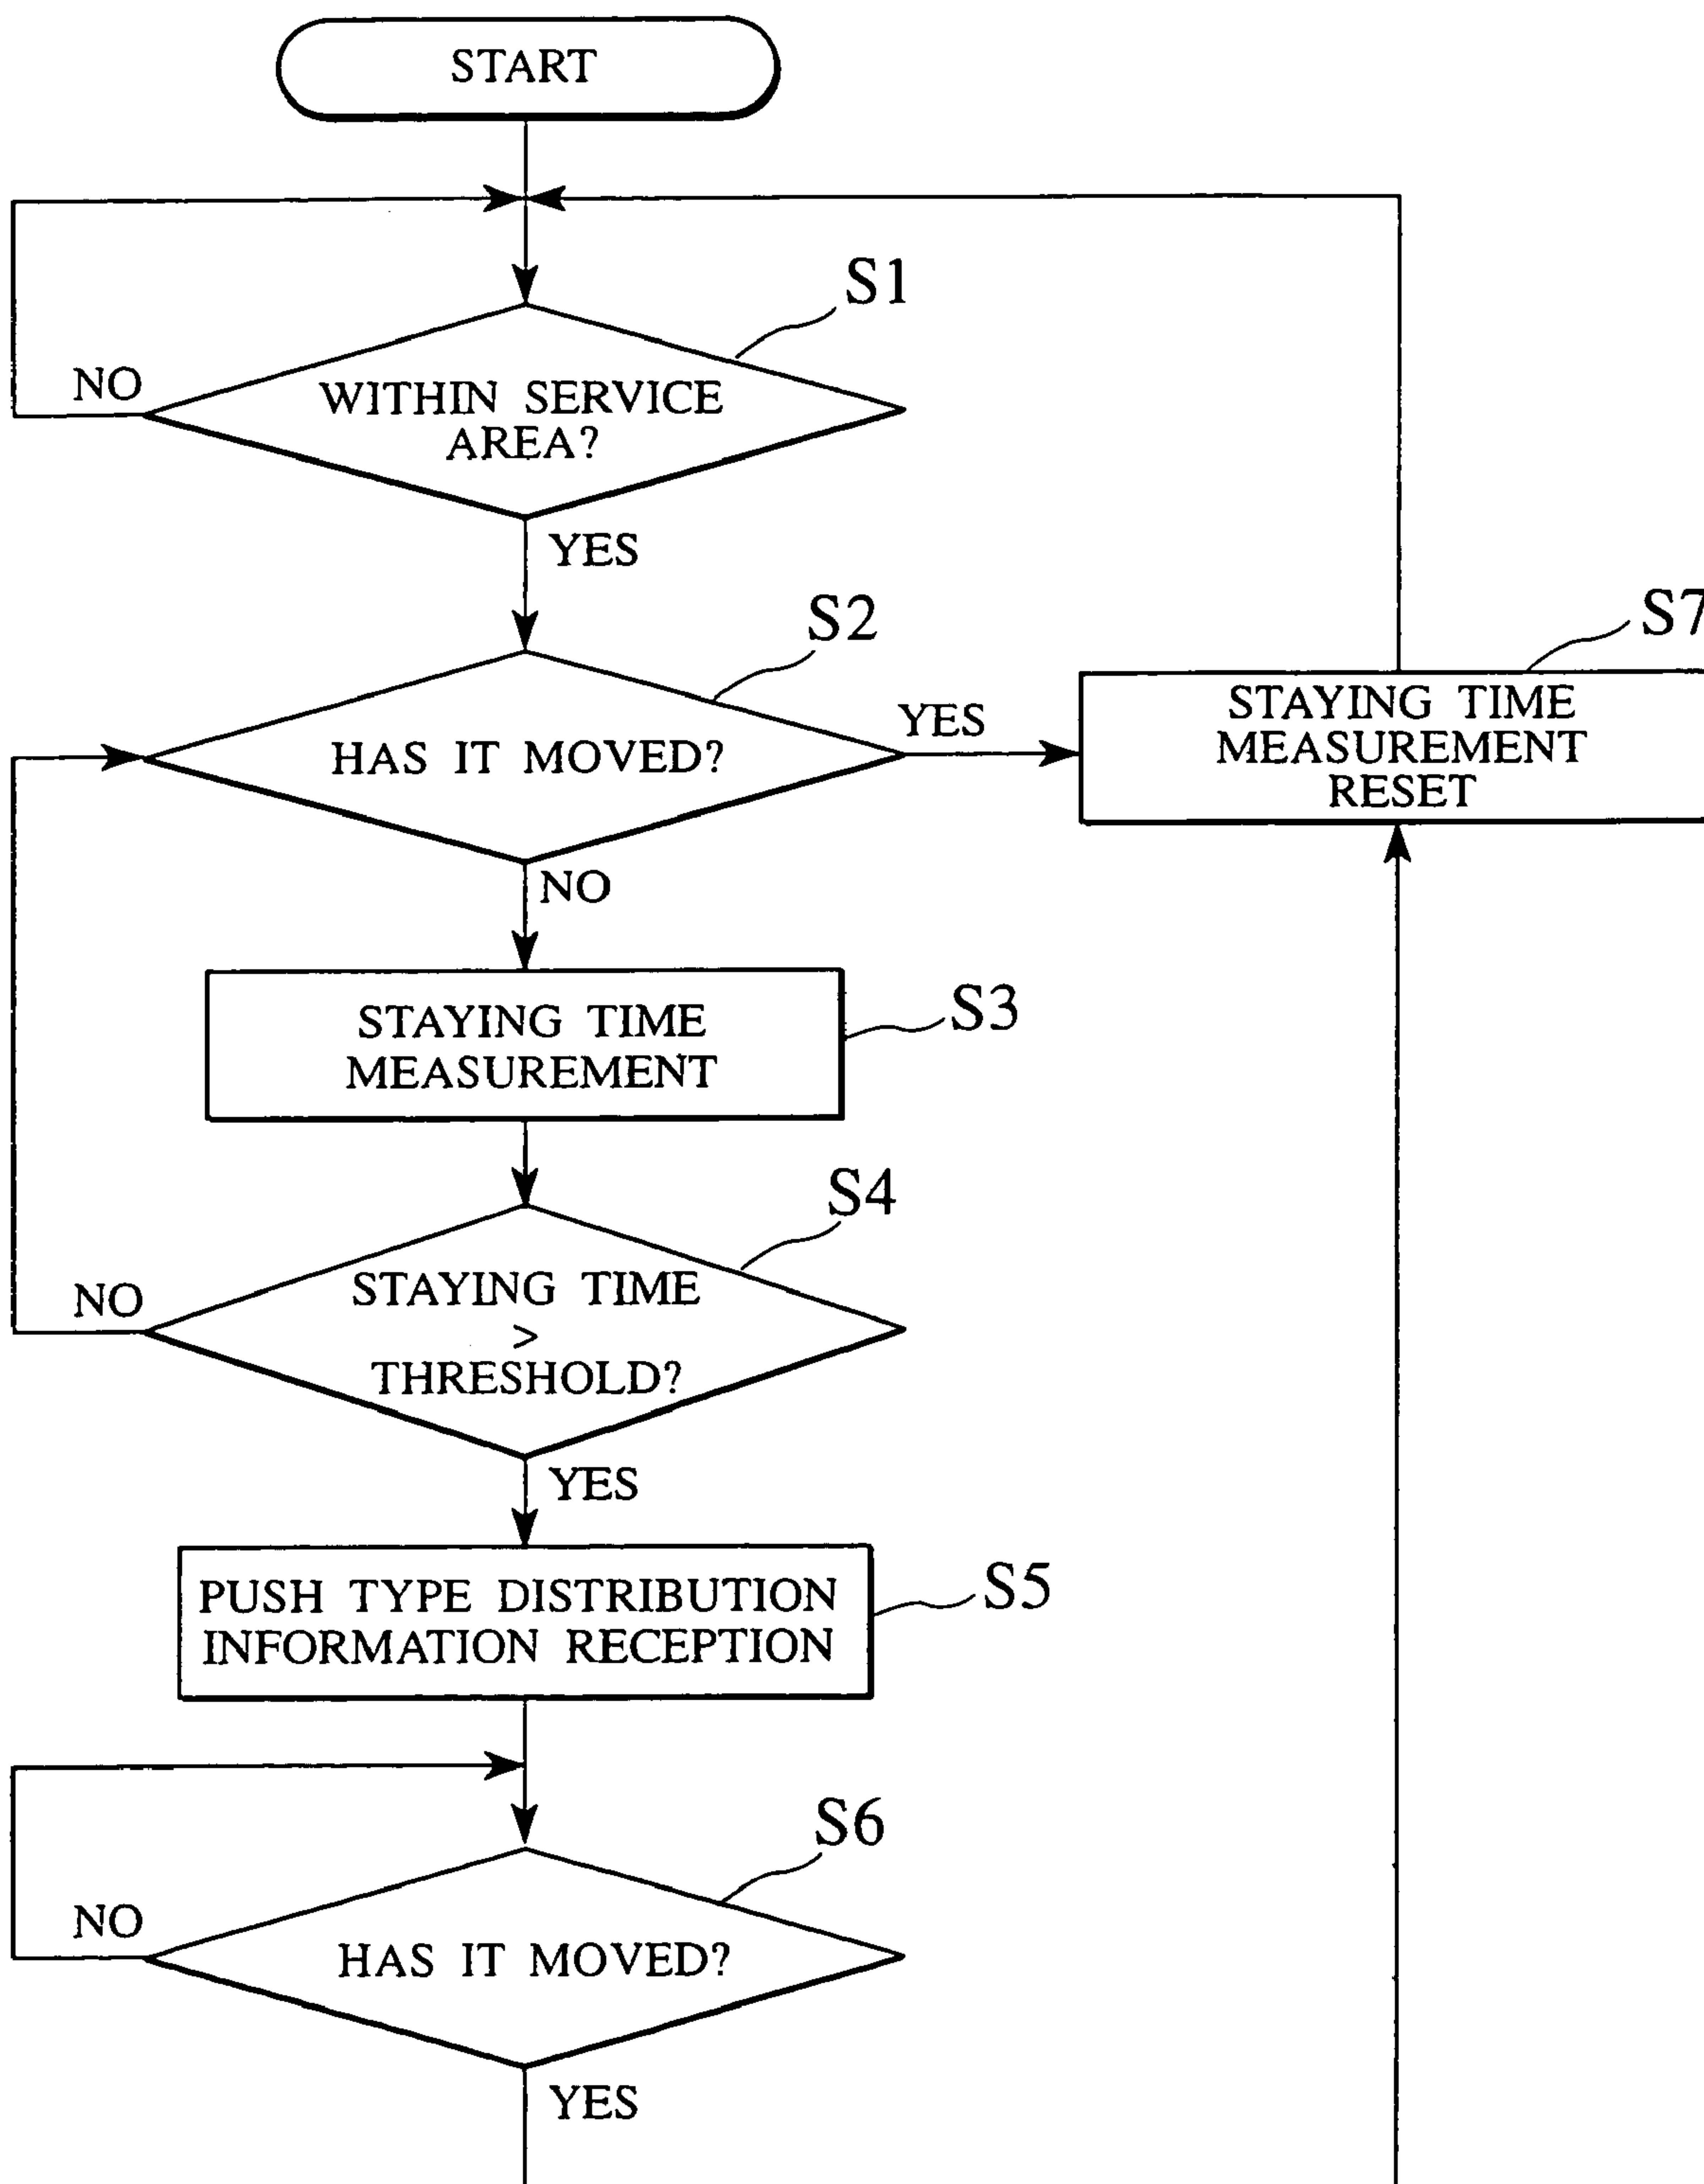 START
S1
NO
WITHIN SERVICE
AREA?
YES
S2
S7
HAS IT MOVED?
YES
STAYING TIME
MEASUREMENT
RESET
NO
STAYING TIME
MEASUREMENT
S3
S4
NO
STAYING TIME
>
THRESHOLD?
YES
PUSH TYPE DISTRIBUTION
INFORMATION RECEPTION
S5
S6
NO
HAS IT MOVED?
YES